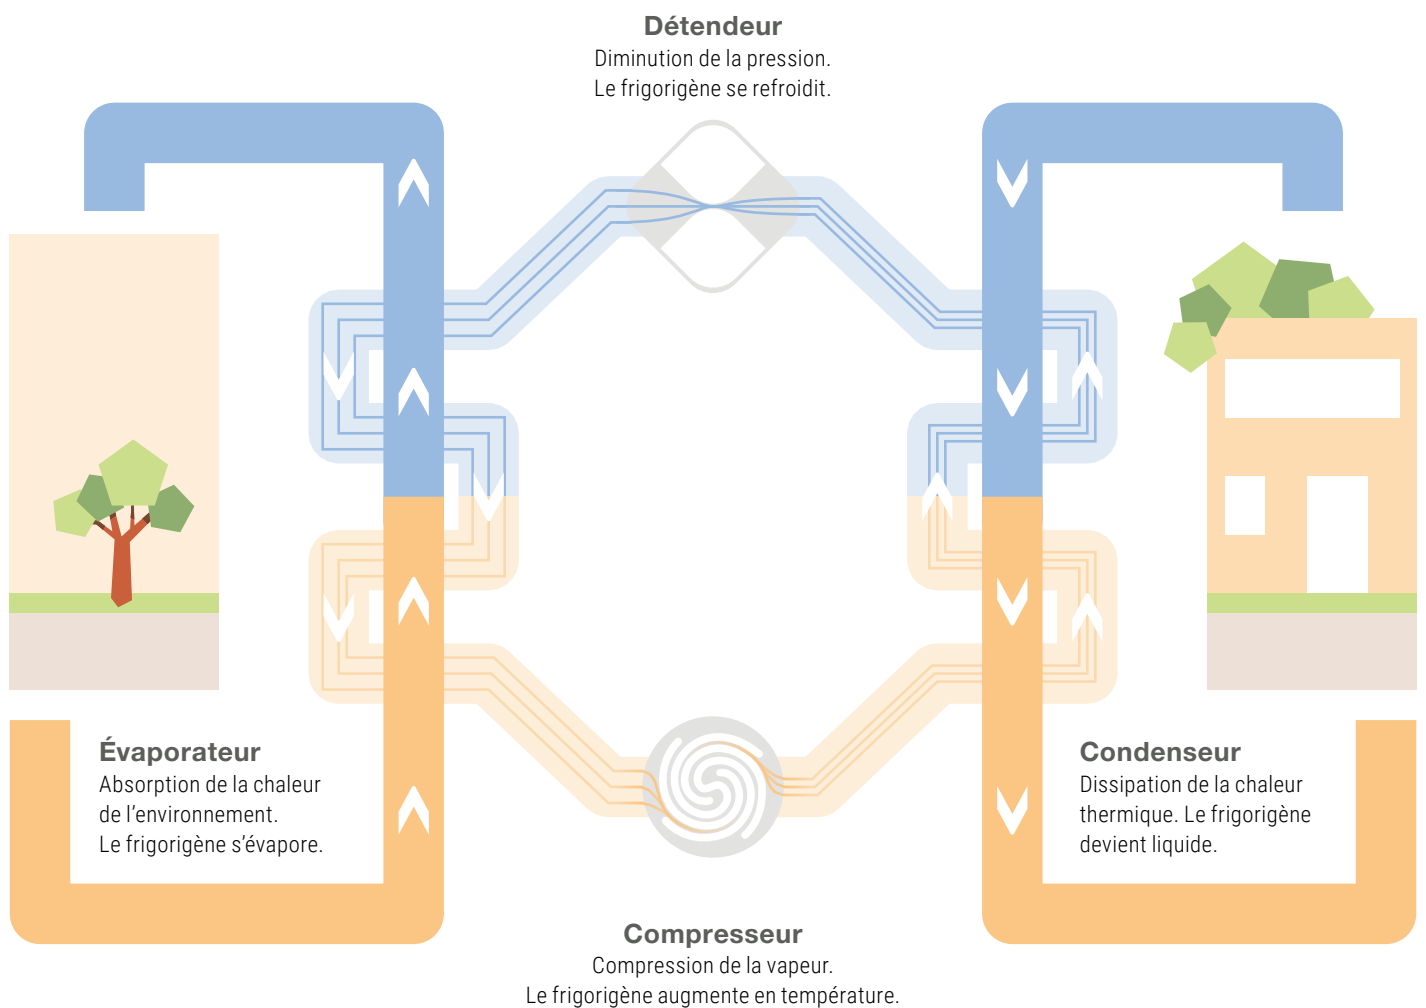 Détendeur
Diminution de la pression.
Le frigorigène se refroidit.
Évaporateur
Absorption de la chaleur
de l’environnement.
Le frigorigène s’évapore.
Condenseur
Dissipation de la chaleur
thermique. Le frigorigène
devient liquide.
Compresseur
Compression de la vapeur.
Le frigorigène augmente en température.